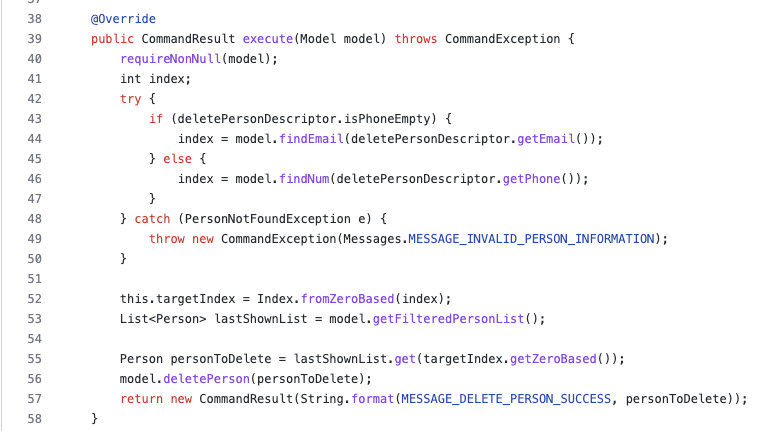 38 @Override
39 public CommandResult execute(Model model) throws CommandException {
40 requireNonNull(model);
41 int index;
42 try {
43 if (deletePersonDescriptor.isPhoneEmpty) {
44 index = model.findEmail(deletePersonDescriptor.getEmail());
45 } else {
46 index = model.findNum(deletePersonDescriptor.getPhone());
47 }
48 } catch (PersonNotFoundException e) {
49 throw new CommandException(Messages.MESSAGE_INVALID_PERSON_INFORMATION);
50 }
51
52 this.targetIndex = Index.fromZeroBased(index);
53 List<Person> lastShownList = model.getFilteredPersonList();
54
55 Person personToDelete = lastShownList.get(targetIndex.getZeroBased());
56 model.deletePerson(personToDelete);
57 return new CommandResult(String.format(MESSAGE_DELETE_PERSON_SUCCESS, personToDelete));
58 }